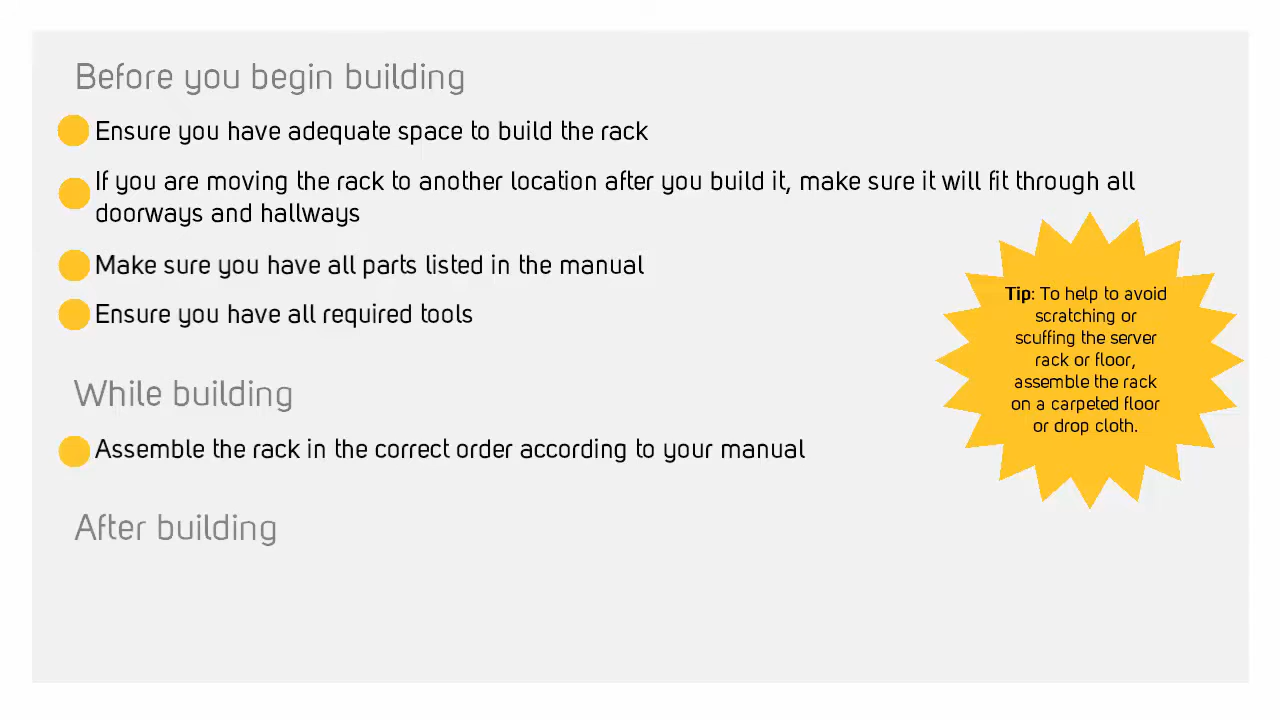 Before you begin building
Ensure you have adequate space to build the rack
If you are moving the rack to another location after you build it, make sure it will fit through all
doorways and hallways
Make sure you have all parts listed in the manual
Ensure you have all required tools
Tip: To help to avoid
scratching or
scuffing the server
rack or floor,
assemble the rack
on a carpeted floor
or drop cloth.
While building
Assemble the rack in the correct order according to your manual
After building